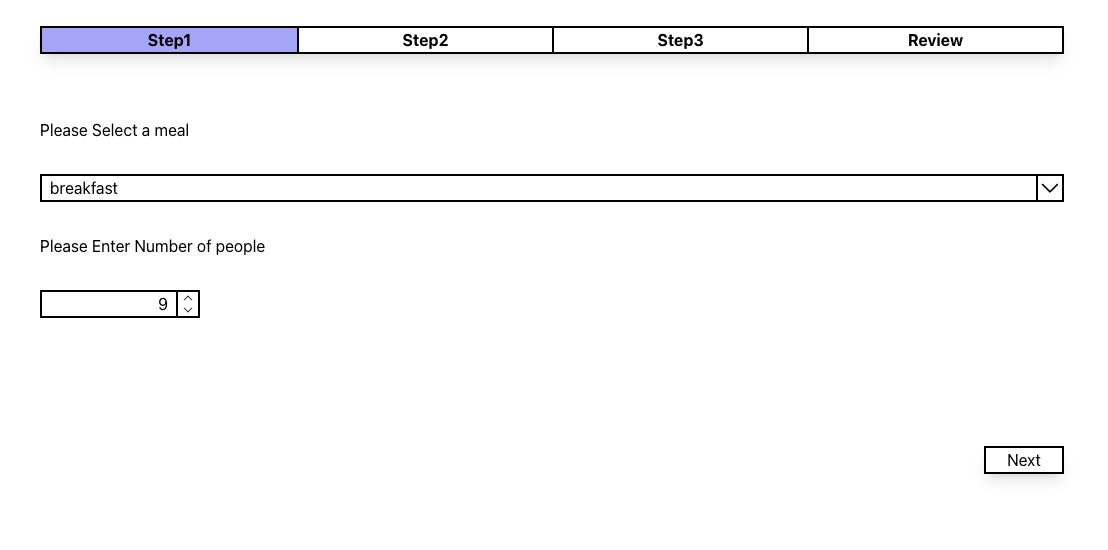 Step1 Step2 Step3 Review
Please Select a meal
breakfast
Please Enter Number of people
9
Next